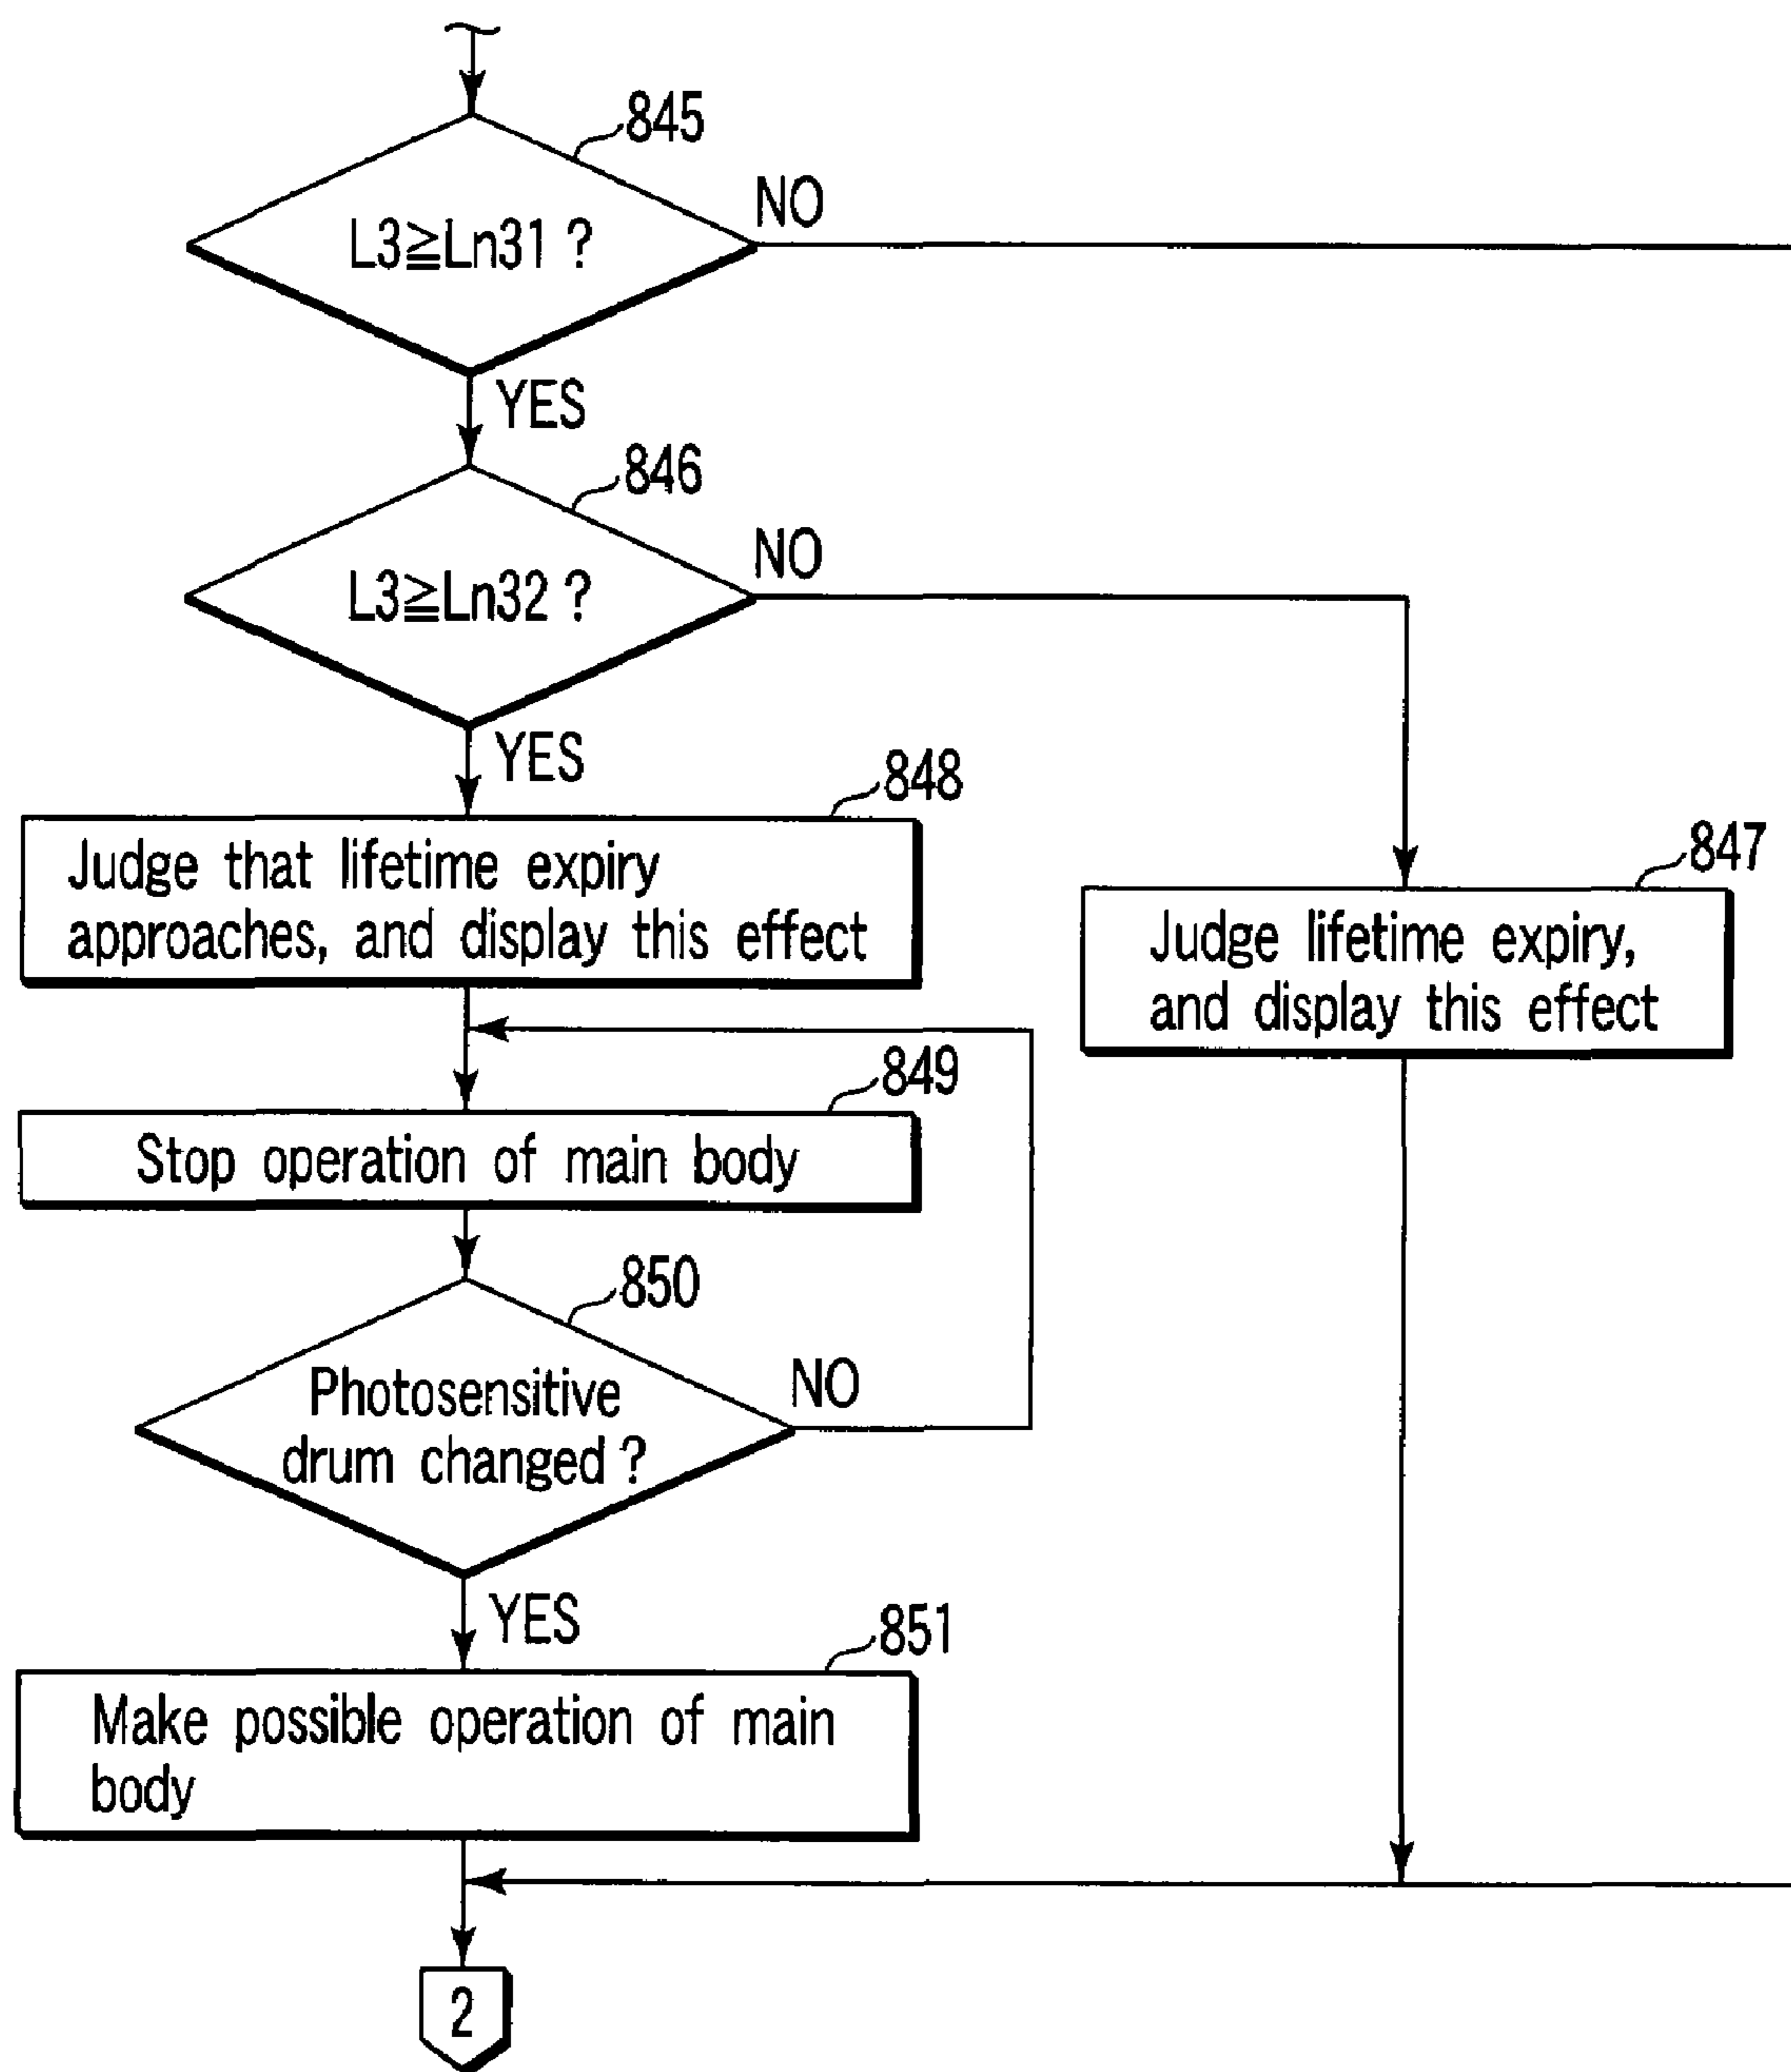 845
L3≧Ln31 ?
NO
YES
846
L3≧Ln32 ?
NO
YES
848
Judge that lifetime expiry
approaches, and display this effect
847
Judge lifetime expiry,
and display this effect
849
Stop operation of main body
850
Photosensitive
drum changed ?
NO
YES
851
Make possible operation of main
body
2